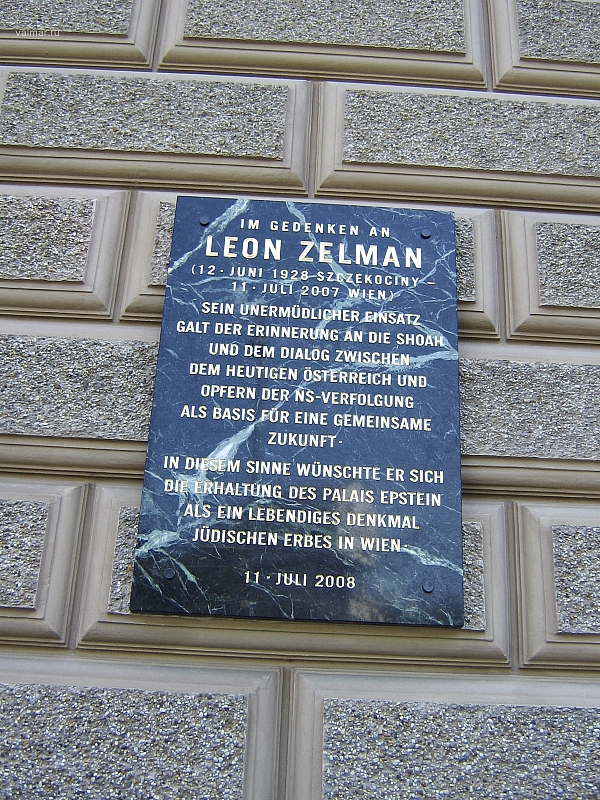 valmar.ru
IM GEDENKEN AN
LEON ZELMAN
(12· JUNI 1928 SZCZĘKOCINY –
11· JULI 2007 WIEN)
SEIN UNERMÜDLICHER EINSATZ
GALT DER ERINNERUNG AN DIE SHOAH
UND DEM DIALOG ZWISCHEN
DEM HEUTIGEN ÖSTERREICH UND
OPFERN DER NS-VERFOLGUNG
ALS BASIS FÜR EINE GEMEINSAME
ZUKUNFT·
IN DIESEM SINNE WÜNSCHTE ER SICH
DIE ERHALTUNG DES PALAIS EPSTEIN
ALS EIN LEBENDIGES DENKMAL
JÜDISCHEN ERBES IN WIEN·
11· JULI 2008